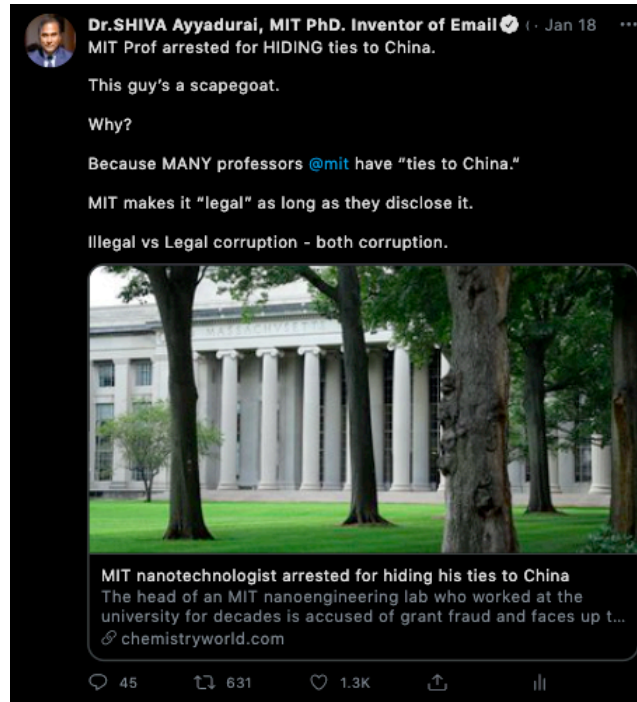 Dr.SHIVA Ayyadurai, MIT PhD. Inventor of Email ( · Jan 18 ···
MIT Prof arrested for HIDING ties to China.
This guy's a scapegoat.
Why?
Because MANY professors @mit have "ties to China."
MIT makes it "legal" as long as they disclose it.
Illegal vs Legal corruption - both corruption.
MASSACHVSETTS
MIT nanotechnologist arrested for hiding his ties to China
The head of an MIT nanoengineering lab who worked at the
university for decades is accused of grant fraud and faces up t...
chemistryworld.com
45 631 1.3K